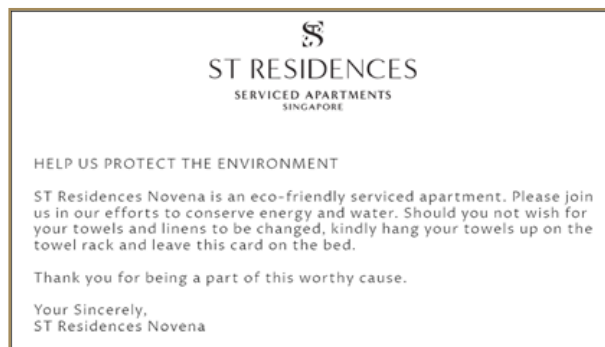 ST RESIDENCES
SERVICED APARTMENTS
SINGAPORE
HELP US PROTECT THE ENVIRONMENT
ST Residences Novena is an eco-friendly serviced apartment. Please join
us in our efforts to conserve energy and water. Should you not wish for
your towels and linens to be changed, kindly hang your towels up on the
towel rack and leave this card on the bed.
Thank you for being a part of this worthy cause.
Your Sincerely,
ST Residences Novena